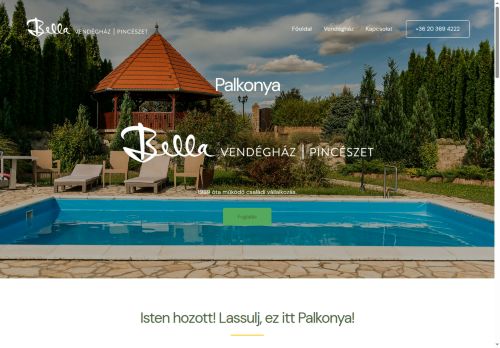 Bella VENDÉGHÁZ | PINCÉSZET
Főoldal Vendégház Kapcsolat +36 20 369 4222
Palkonya
Bella VENDÉGHÁZ | PINCÉSZET
1989 óta működő családi vállalkozás
Foglalás
Isten hozott! Lassulj, ez itt Palkonya!